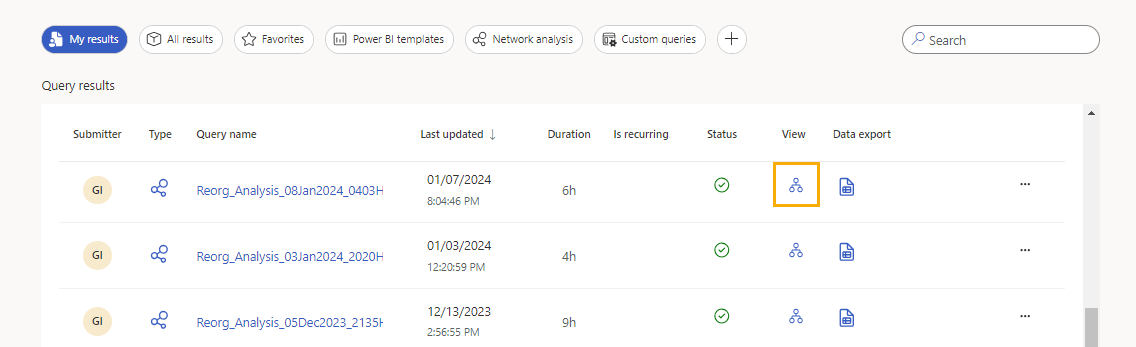 My results All results Favorites Power BI templates Network analysis Custom queries Search
Query results
Submitter Type Query name Last updated Duration Is recurring Status View Data export
GI Reorg_Analysis_08Jan2024_0403H 01/07/2024 6h
8:04:46 PM
GI Reorg_Analysis_03Jan2024_2020H 01/03/2024 4h
12:20:59 PM
GI Reorg_Analysis_05Dec2023_2135H 12/13/2023 9h
2:56:55 PM